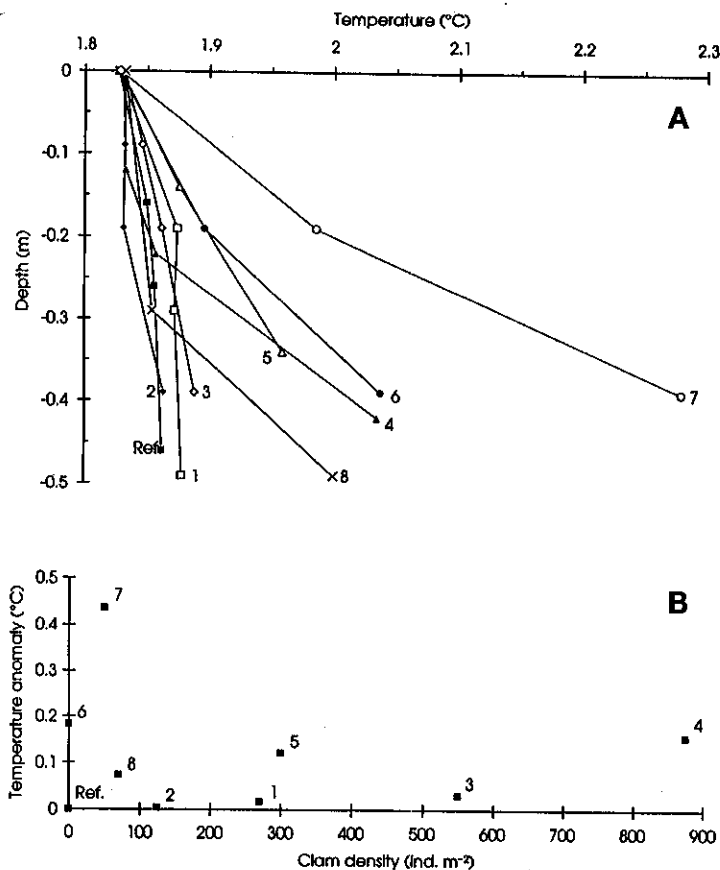 Temperature (°C)
1.8 1.9 2 2.1 2.2 2.3
A
0
-0.1
-0.2
-0.3
-0.4
-0.5
Depth (m)
5
2 3 6 7
4
Ref.
1 8
B
0.5
0.4
0.3
0.2
0.1
0
Temperature anomaly (°C)
7
6
8
5
4
Ref.
2
1
3
0 100 200 300 400 500 600 700 800 900
Clam density (ind. m⁻²)